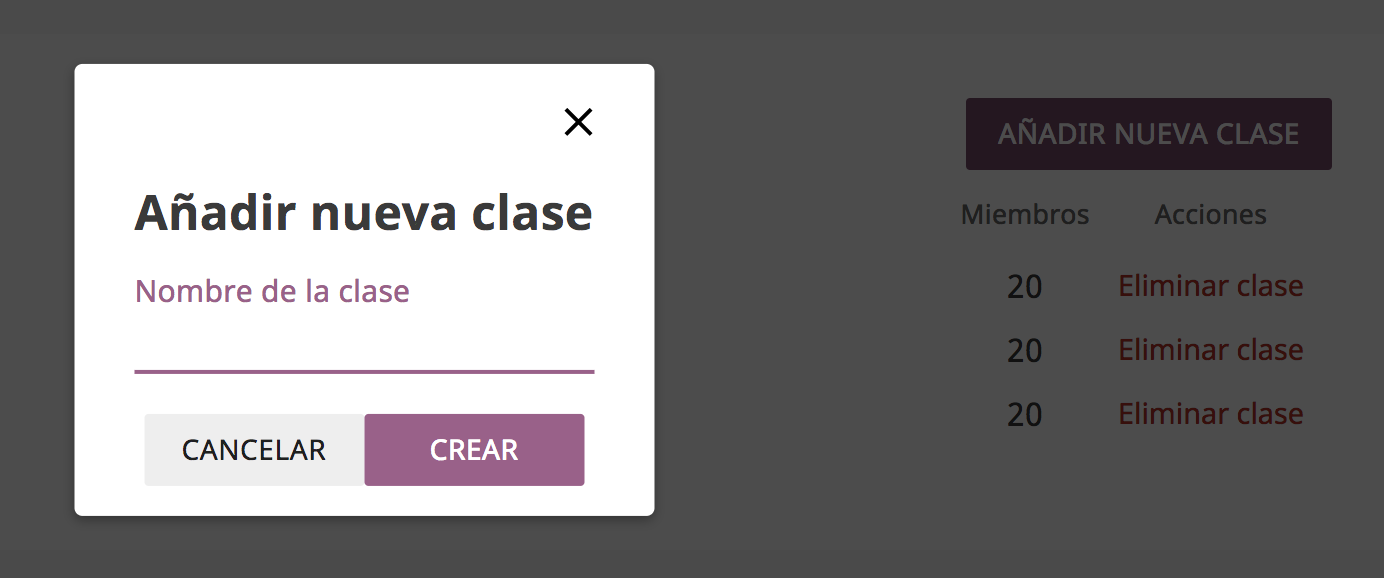 Añadir nueva clase
Nombre de la clase
CANCELAR CREAR
AÑADIR NUEVA CLASE
Miembros Acciones
20 Eliminar clase
20 Eliminar clase
20 Eliminar clase